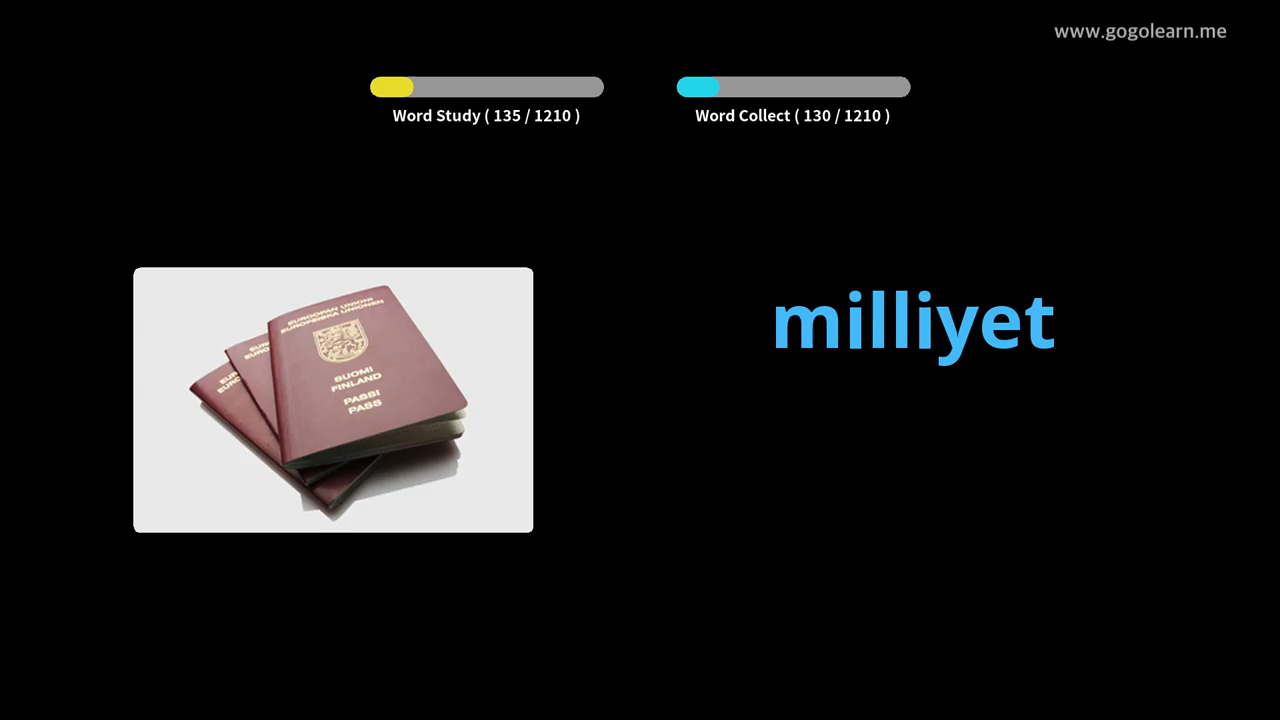 www.gogolearn.me
Word Study ( 135 / 1210 )
Word Collect ( 130 / 1210 )
milliyet
EUROOPAN UNIONI
EUROPEISKA UNIONEN
SUOMI
FINLAND
PASSI
PASS